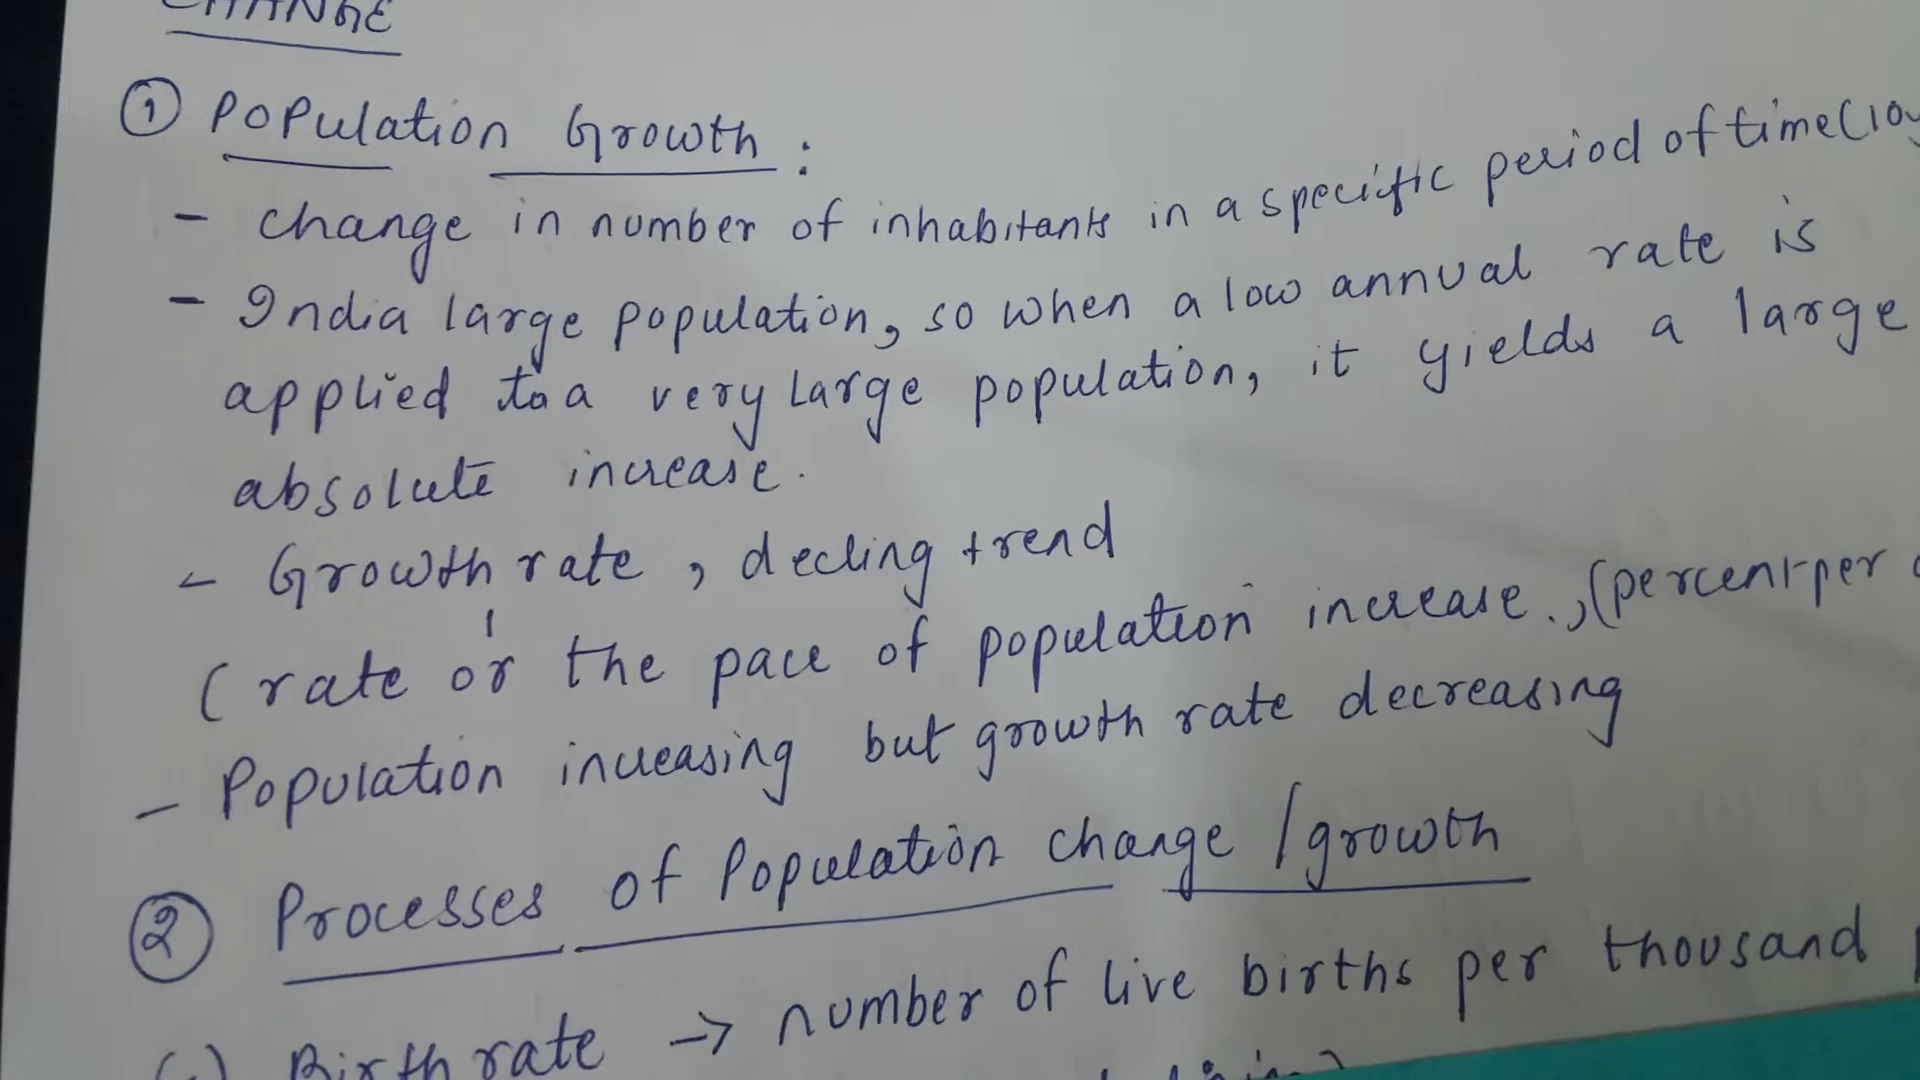 CHANGE
① Population Growth :
- change in number of inhabitants in a specific period of time (10y
- India large population, so when a low annual rate is
applied to a very large population, it yields a large
absolute increase.
- Growth rate, decling trend
( rate or the pace of population increase., (percent per
- Population increasing but growth rate decreasing
② Processes of Population change / growth
Birth rate → number of live births per thousand